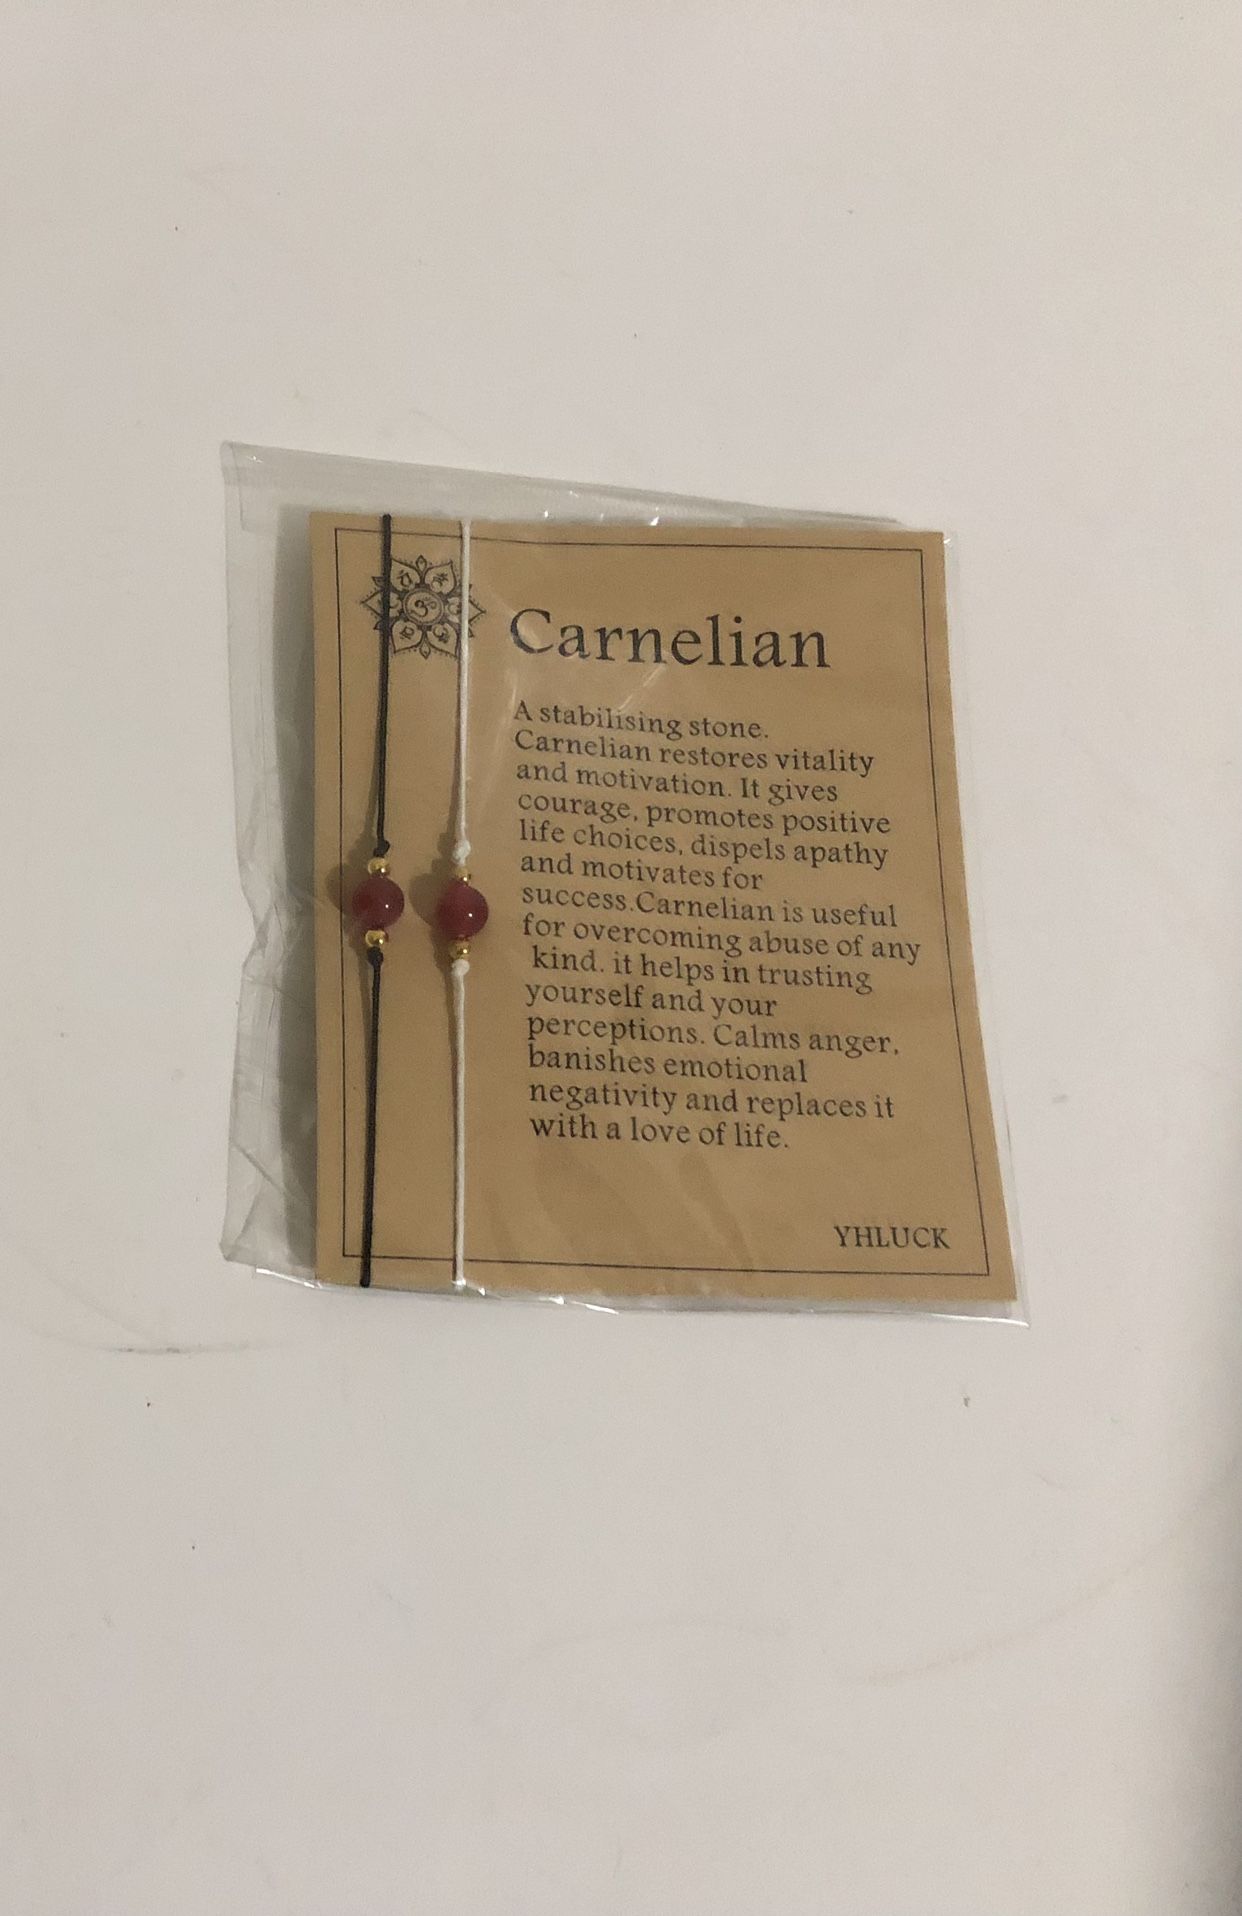 Carnelian
A stabilising stone.
Carnelian restores vitality
and motivation. It gives
courage, promotes positive
life choices, dispels apathy
and motivates for
success.Carnelian is useful
for overcoming abuse of any
kind. it helps in trusting
yourself and your
perceptions. Calms anger,
banishes emotional
negativity and replaces it
with a love of life.
YHLUCK